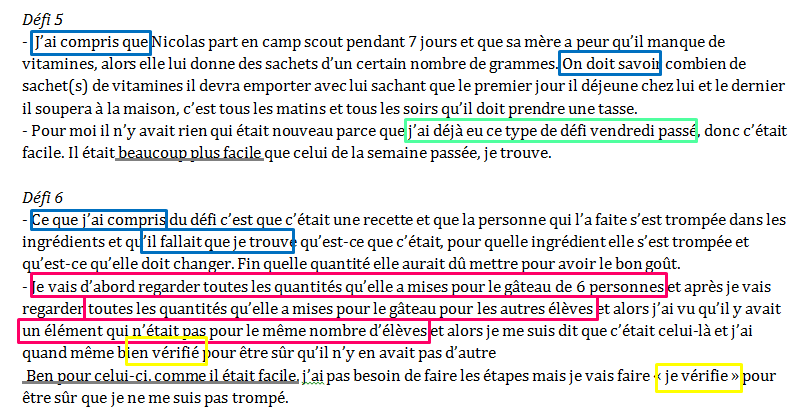 Défi 5
- J'ai compris que Nicolas part en camp scout pendant 7 jours et que sa mère a peur qu'il manque de
vitamines, alors elle lui donne des sachets d'un certain nombre de grammes. On doit savoir combien de
sachet(s) de vitamines il devra emporter avec lui sachant que le premier jour il déjeune chez lui et le dernier
il soupera à la maison, c'est tous les matins et tous les soirs qu'il doit prendre une tasse.
- Pour moi il n'y avait rien qui était nouveau parce que j'ai déjà eu ce type de défi vendredi passé, donc c'était
facile. Il était beaucoup plus facile que celui de la semaine passée, je trouve.
Défi 6
- Ce que j'ai compris du défi c'est que c'était une recette et que la personne qui l'a faite s'est trompée dans les
ingrédients et qu'il fallait que je trouve qu'est-ce que c'était, pour quelle ingrédient elle s'est trompée et
qu'est-ce qu'elle doit changer. Fin quelle quantité elle aurait dû mettre pour avoir le bon goût.
- Je vais d'abord regarder toutes les quantités qu'elle a mises pour le gâteau de 6 personnes et après je vais
regarder toutes les quantités qu'elle a mises pour le gâteau pour les autres élèves et alors j'ai vu qu'il y avait
un élément qui n'était pas pour le même nombre d'élèves et alors je me suis dit que c'était celui-là et j'ai
quand même bien vérifié pour être sûr qu'il n'y en avait pas d'autre
Ben pour celui-ci, comme il était facile, j'ai pas besoin de faire les étapes mais je vais faire « je vérifie » pour
être sûr que je ne me suis pas trompé.